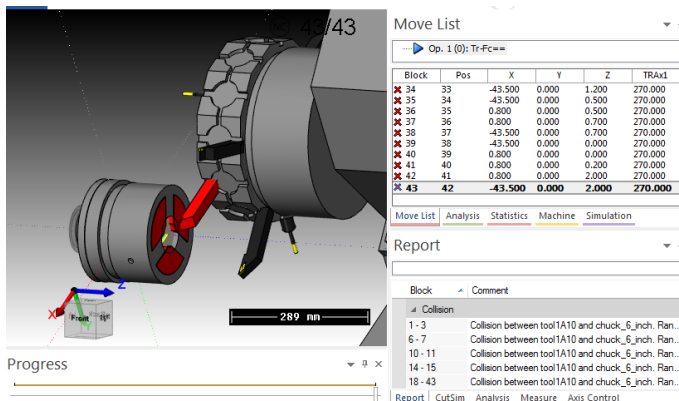 43/43
289 mm
X
Z
Y
Front
Progress
Move List
Op. 1 (0): Tr-Fc==
Block Pos X Y Z TRAx1
34 33 -43.500 0.000 1.200 270.000
35 34 -43.500 0.000 0.500 270.000
36 35 0.800 0.000 0.500 270.000
37 36 0.800 0.000 0.700 270.000
38 37 -43.500 0.000 0.700 270.000
39 38 -43.500 0.000 0.000 270.000
40 39 0.800 0.000 0.000 270.000
41 40 0.800 0.000 0.200 270.000
42 41 0.800 0.000 2.000 270.000
43 42 -43.500 0.000 2.000 270.000
Move List Analysis Statistics Machine Simulation
Report
Block Comment
Collision
1 - 3 Collision between tool1A10 and chuck_6_inch. Ran...
6 - 7 Collision between tool1A10 and chuck_6_inch. Ran...
10 - 11 Collision between tool1A10 and chuck_6_inch. Ran...
14 - 15 Collision between tool1A10 and chuck_6_inch. Ran...
18 - 43 Collision between tool1A10 and chuck_6_inch. Ran...
Report CutSim Analysis Measure Axis Control